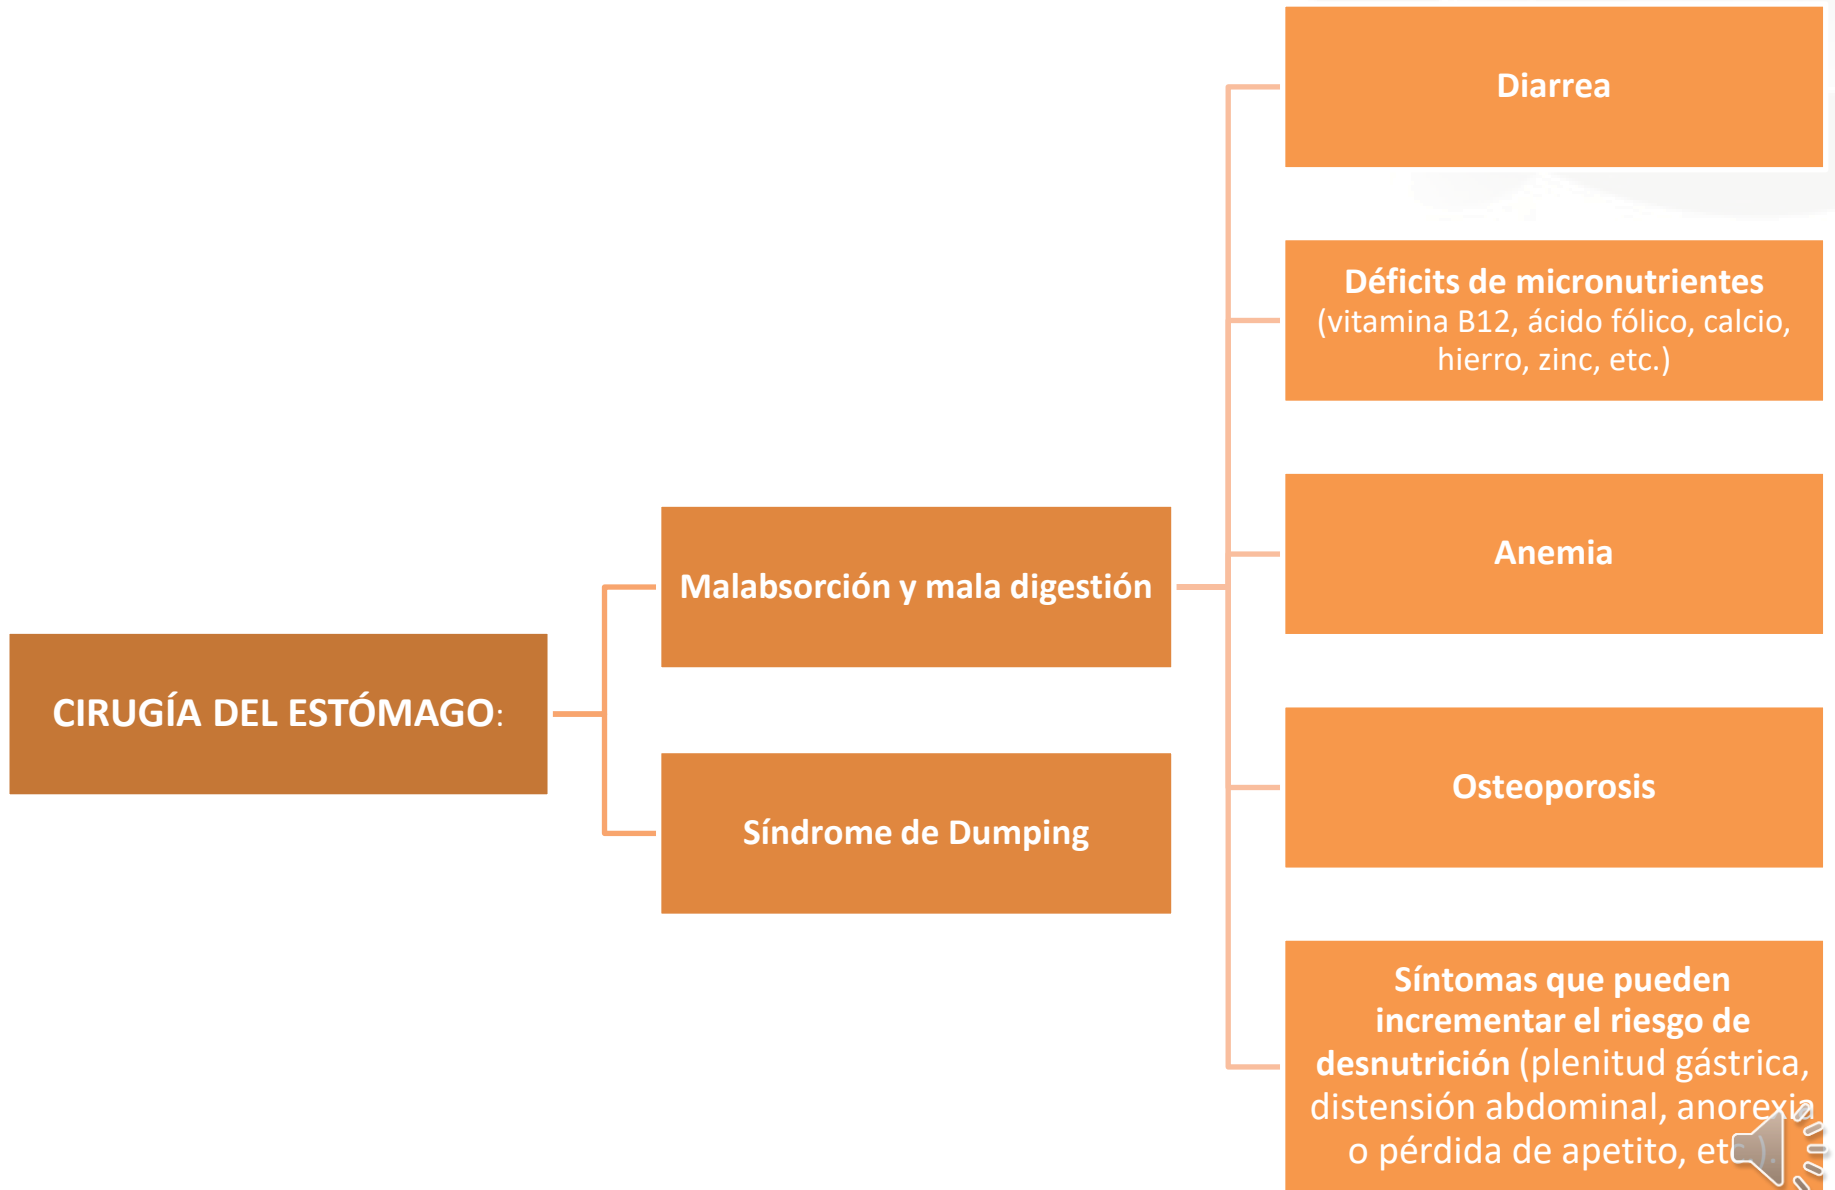 CIRUGÍA DEL ESTÓMAGO:
Malabsorción y mala digestión
Síndrome de Dumping
Diarrea
Déficits de micronutrientes
(vitamina B12, ácido fólico, calcio,
hierro, zinc, etc.)
Anemia
Osteoporosis
Síntomas que pueden
incrementar el riesgo de
desnutrición (plenitud gástrica,
distensión abdominal, anorexia
o pérdida de apetito, etc.).